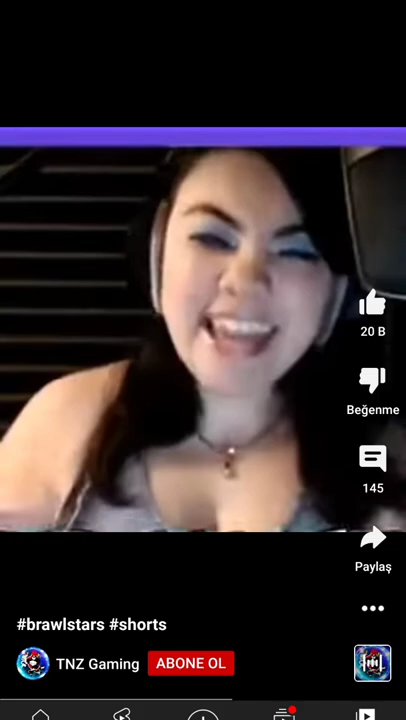 20 B
Beğenme
145
Paylaş
#brawlstars #shorts
TNZ Gaming ABONE OL